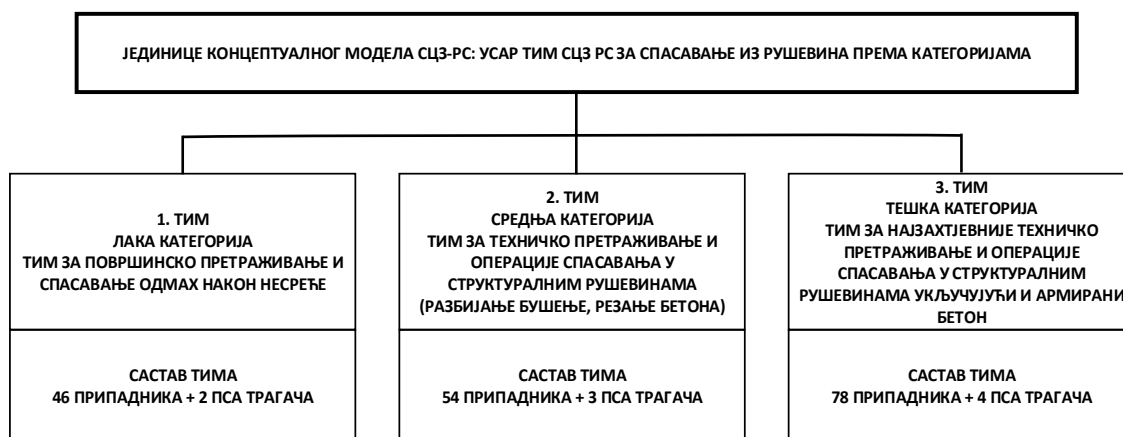 ЈЕДИНИЦЕ КОНЦЕПТУАЛНОГ МОДЕЛА СЦЗ-РС: УСАР ТИМ СЦЗ РС ЗА СПАСАВАЊЕ ИЗ РУШЕВИНА ПРЕМА КАТЕГОРИЈАМА
1. ТИМ
ЛАКА КАТЕГОРИЈА
ТИМ ЗА ПОВРШИНСКО ПРЕТРАЖИВАЊЕ И
СПАСАВАЊЕ ОДМАХ НАКОН НЕСРЕЋЕ
САСТАВ ТИМА
46 ПРИПАДНИКА + 2 ПСА ТРАГАЧА
2. ТИМ
СРЕДЊА КАТЕГОРИЈА
ТИМ ЗА ТЕХНИЧКО ПРЕТРАЖИВАЊЕ И
ОПЕРАЦИЈЕ СПАСАВАЊА У
СТРУКТУРАЛНИМ РУШЕВИНАМА
(РАЗБИЈАЊЕ БУШЕЊЕ, РЕЗАЊЕ БЕТОНА)
САСТАВ ТИМА
54 ПРИПАДНИКА + 3 ПСА ТРАГАЧА
3. ТИМ
ТЕШКА КАТЕГОРИЈА
ТИМ ЗА НАЈЗАХТЈЕВНИЈЕ ТЕХНИЧКО
ПРЕТРАЖИВАЊЕ И ОПЕРАЦИЈЕ
СПАСАВАЊА У СТРУКТУРАЛНИМ
РУШЕВИНАМА УКЉУЧУЈУЋИ И АРМИРАНИ
БЕТОН
САСТАВ ТИМА
78 ПРИПАДНИКА + 4 ПСА ТРАГАЧА